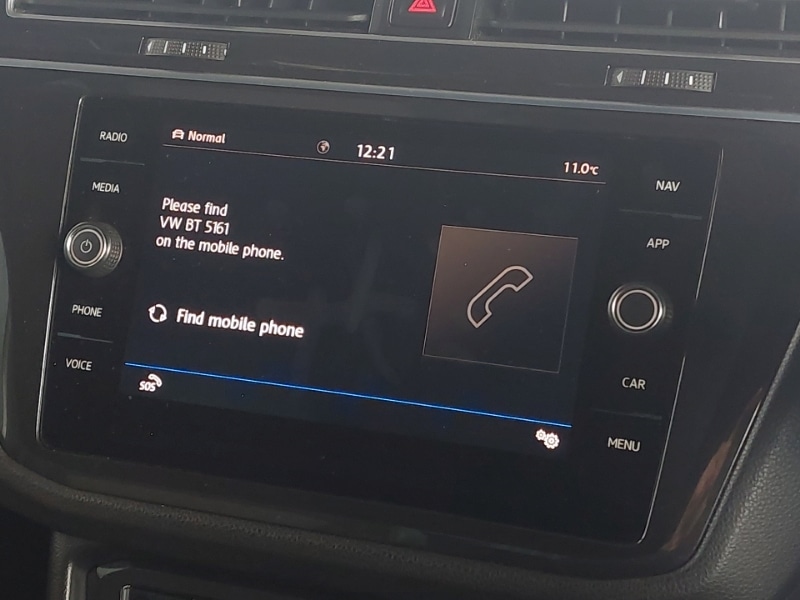 RADIO
MEDIA
PHONE
VOICE
Normal
12:21
11.0°C
Please find
VW BT 5161
on the mobile phone.
Find mobile phone
SOS
NAV
APP
CAR
MENU